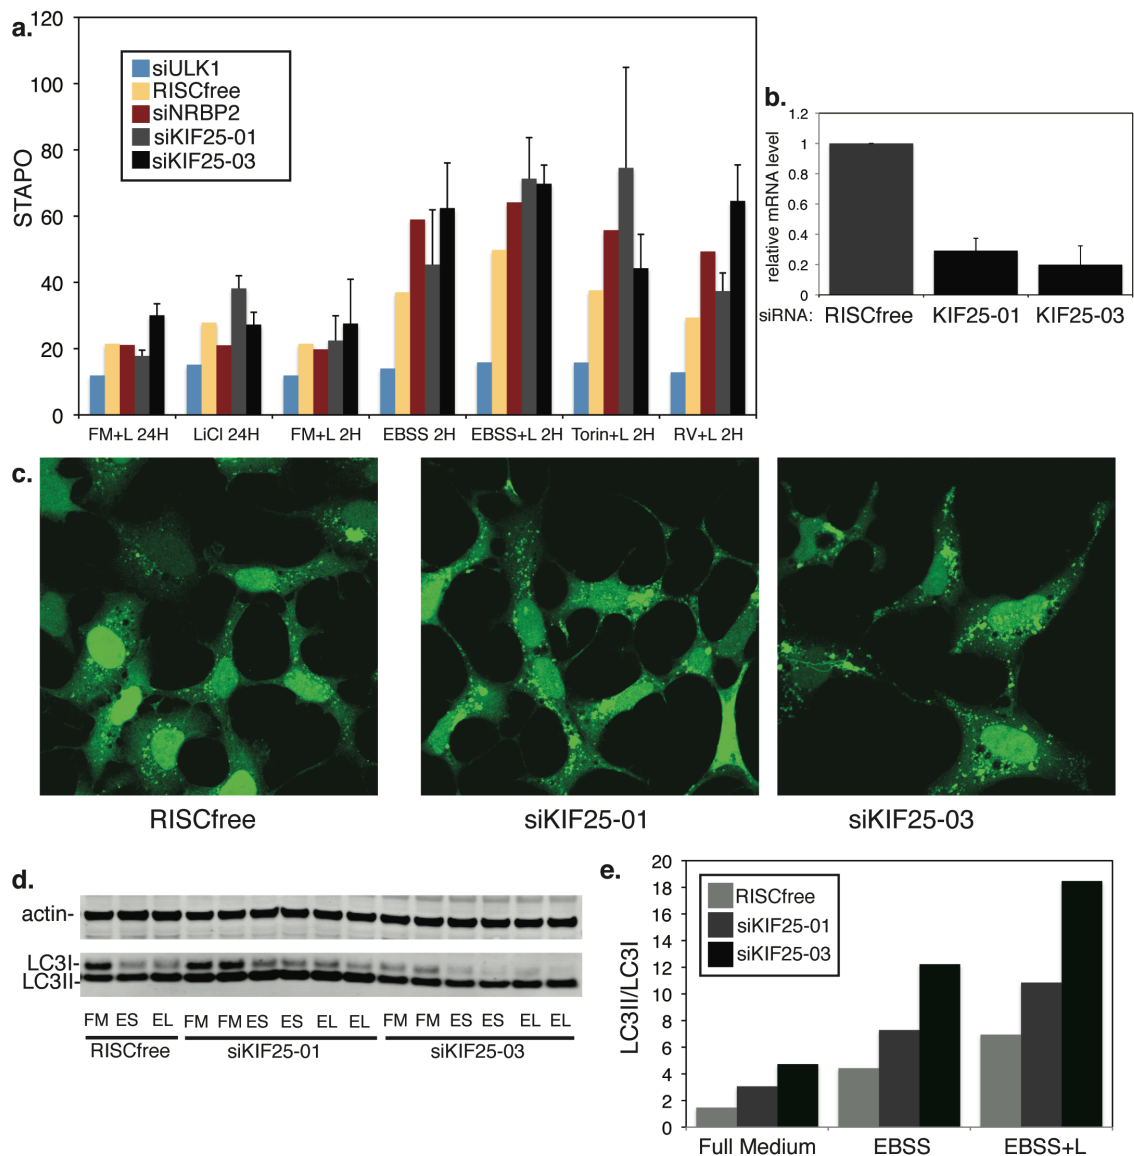 a.
120
100
80
60
40
20
0
STAPO
siULK1
RISCfree
siNRBP2
siKIF25-01
siKIF25-03
FM+L 24H LiCl 24H FM+L 2H EBSS 2H EBSS+L 2H Torin+L 2H RV+L 2H
b.
1.2
1
0.8
0.6
0.4
0.2
0
relative mRNA level
siRNA: RISCfree KIF25-01 KIF25-03
c.
RISCfree siKIF25-01 siKIF25-03
d.
actin-
LC3I-
LC3II-
FM ES EL FM FM ES ES EL EL FM FM ES ES EL EL
RISCfree siKIF25-01 siKIF25-03
e.
20
18
16
14
12
10
8
6
4
2
0
LC3II/LC3I
RISCfree
siKIF25-01
siKIF25-03
Full Medium EBSS EBSS+L